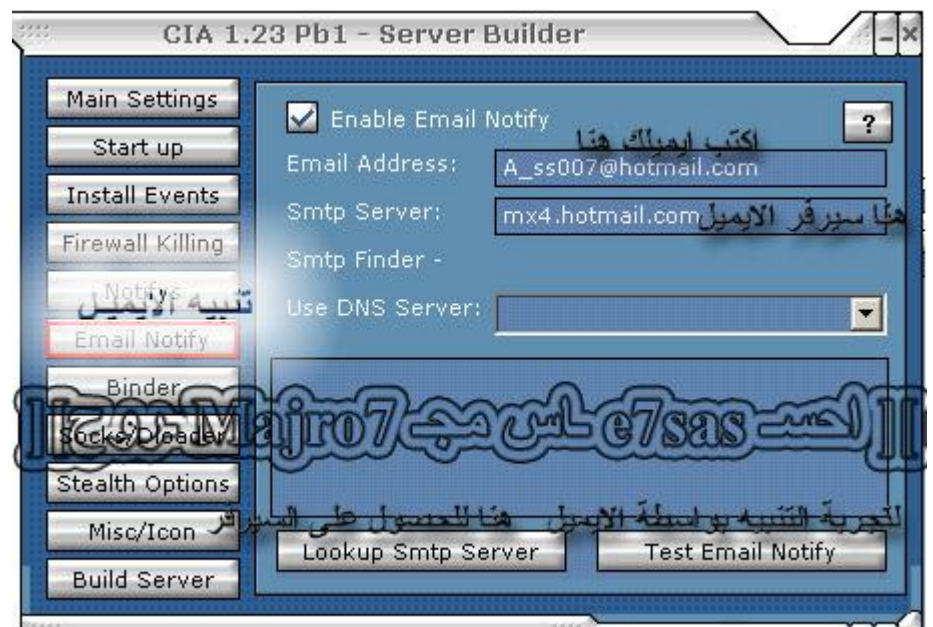 CIA 1.23 Pb1 - Server Builder
Main Settings
Start up
Install Events
Firewall Killing
Notifys
تنبيه الايميل
Email Notify
Binder
Socks/Dloader
Stealth Options
Misc/Icon
Build Server
Enable Email Notify
?
اكتب ايميلك هنا
Email Address: A_ss007@hotmail.com
Smtp Server: mx4.hotmail.com
هنا سيرفر الايميل
Smtp Finder -
Use DNS Server:
e7sas
Majro7
لتجربة التنبيه بواسطة الايميل
هنا للحصول على السيرفر
Lookup Smtp Server
Test Email Notify